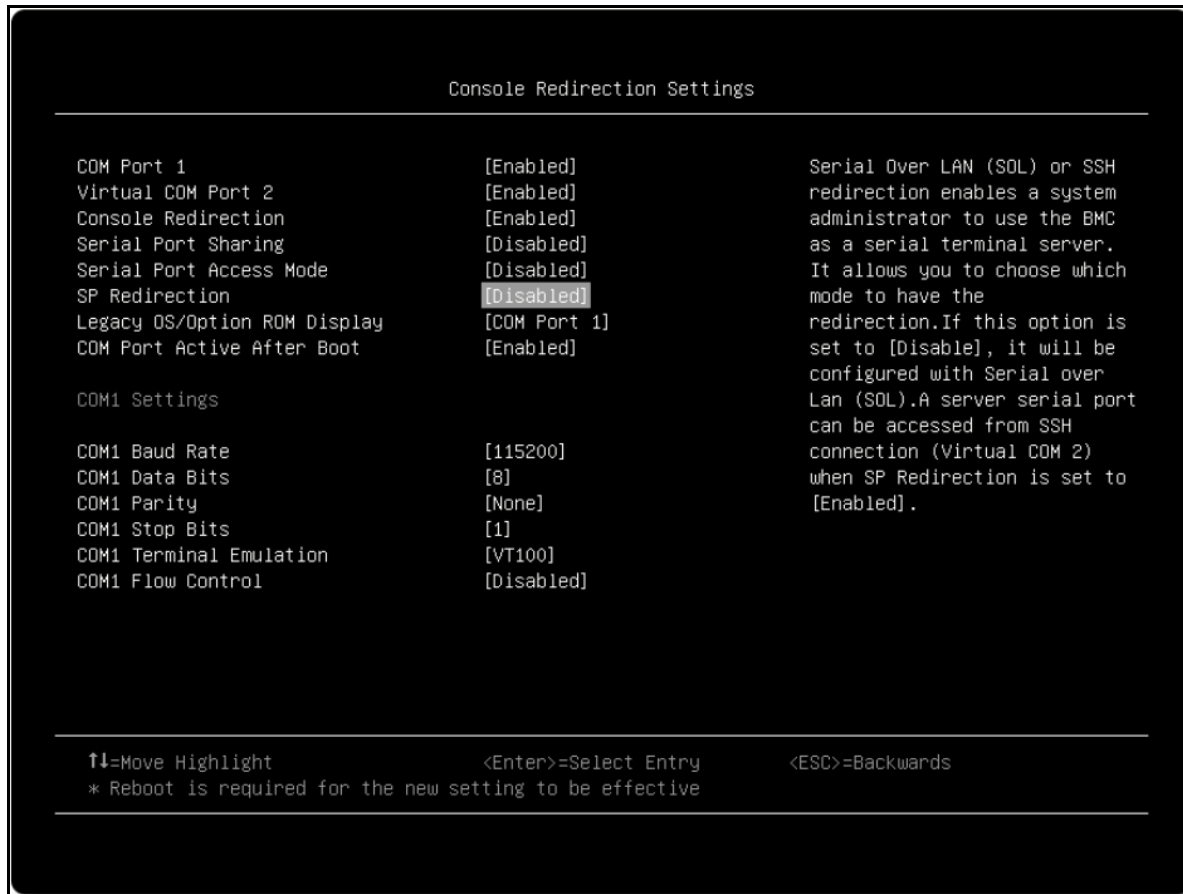 Console Redirection Settings
COM Port 1 [Enabled]
Virtual COM Port 2 [Enabled]
Console Redirection [Enabled]
Serial Port Sharing [Disabled]
Serial Port Access Mode [Disabled]
SP Redirection [Disabled]
Legacy OS/Option ROM Display [COM Port 1]
COM Port Active After Boot [Enabled]
COM1 Settings
COM1 Baud Rate [115200]
COM1 Data Bits [8]
COM1 Parity [None]
COM1 Stop Bits [1]
COM1 Terminal Emulation [VT100]
COM1 Flow Control [Disabled]
Serial Over LAN (SOL) or SSH
redirection enables a system
administrator to use the BMC
as a serial terminal server.
It allows you to choose which
mode to have the
redirection.If this option is
set to [Disable], it will be
configured with Serial over
Lan (SOL).A server serial port
can be accessed from SSH
connection (Virtual COM 2)
when SP Redirection is set to
[Enabled].
↑↓=Move Highlight <Enter>=Select Entry <ESC>=Backwards
* Reboot is required for the new setting to be effective